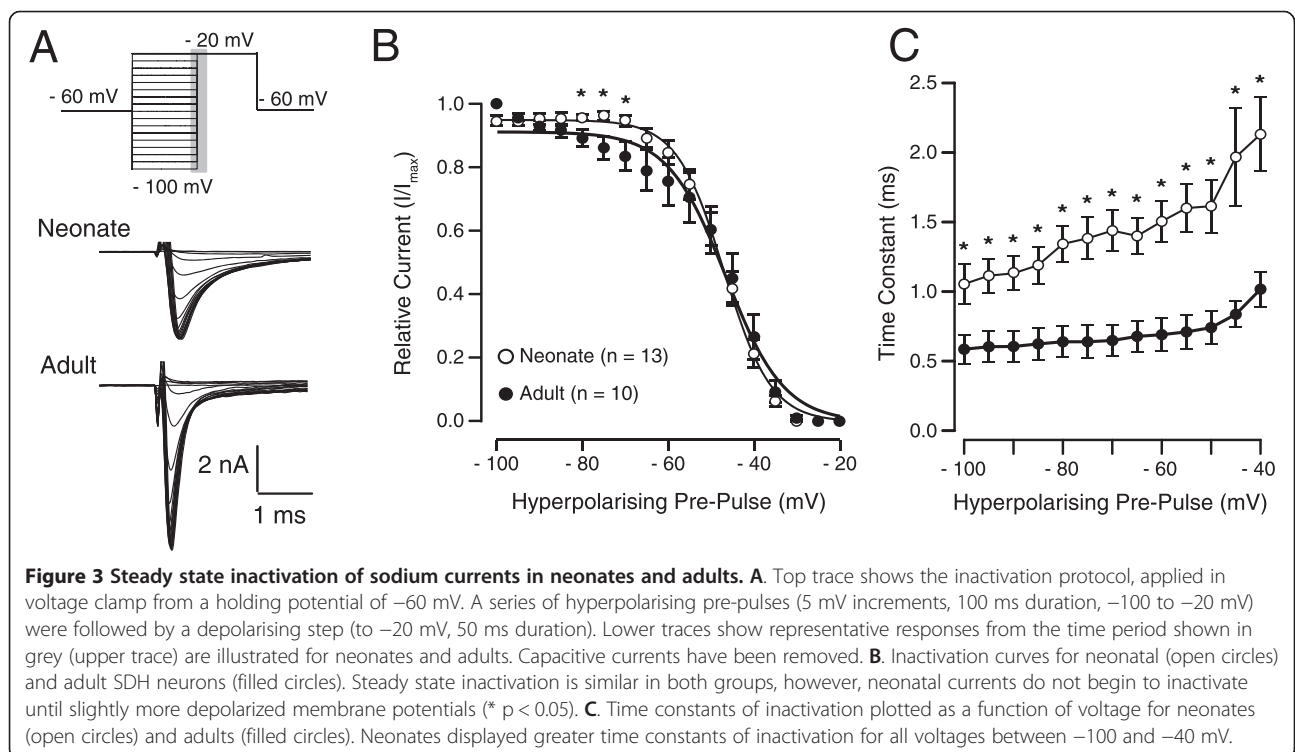 A
B
C
- 20 mV
- 60 mV
- 60 mV
- 100 mV
Neonate
Adult
2 nA
1 ms
Relative Current (I/Imax)
1.0
0.8
0.6
0.4
0.2
0.0
* * *
Neonate (n = 13)
Adult (n = 10)
- 100 - 80 - 60 - 40 - 20
Hyperpolarising Pre-Pulse (mV)
Time Constant (ms)
2.5
2.0
1.5
1.0
0.5
0.0
* * * * * * * * * * * * *
- 100 - 80 - 60 - 40
Hyperpolarising Pre-Pulse (mV)
Figure 3 Steady state inactivation of sodium currents in neonates and adults. A. Top trace shows the inactivation protocol, applied in
voltage clamp from a holding potential of −60 mV. A series of hyperpolarising pre-pulses (5 mV increments, 100 ms duration, −100 to −20 mV)
were followed by a depolarising step (to −20 mV, 50 ms duration). Lower traces show representative responses from the time period shown in
grey (upper trace) are illustrated for neonates and adults. Capacitive currents have been removed. B. Inactivation curves for neonatal (open circles)
and adult SDH neurons (filled circles). Steady state inactivation is similar in both groups, however, neonatal currents do not begin to inactivate
until slightly more depolarized membrane potentials (* p < 0.05). C. Time constants of inactivation plotted as a function of voltage for neonates
(open circles) and adults (filled circles). Neonates displayed greater time constants of inactivation for all voltages between −100 and −40 mV.